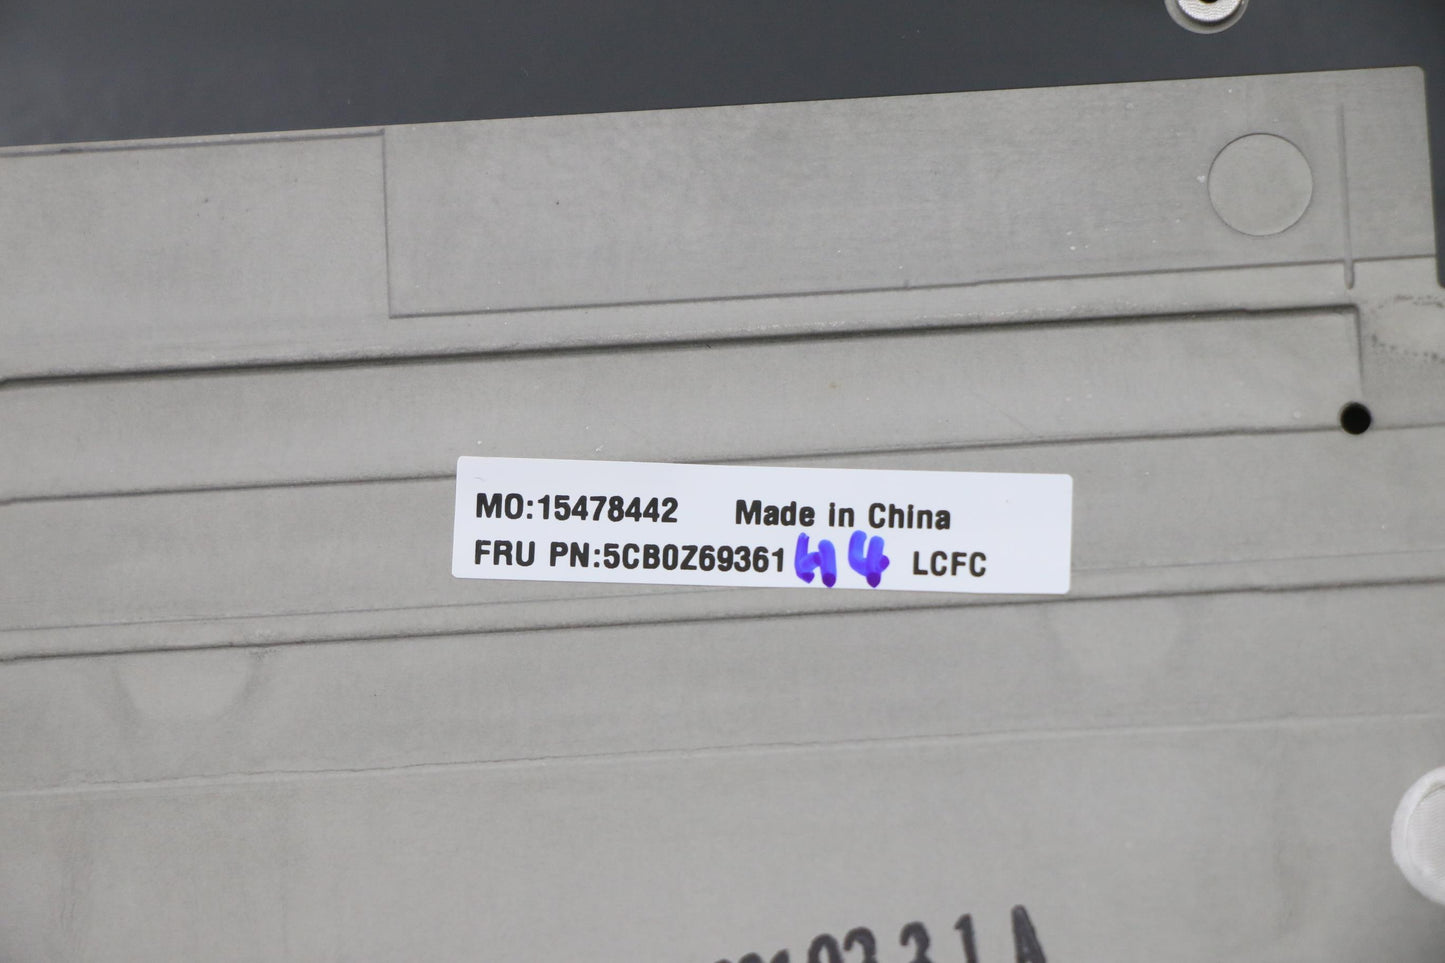 MO:15478442 Made in China
FRU PN:5CB0Z69361 44 LCFC